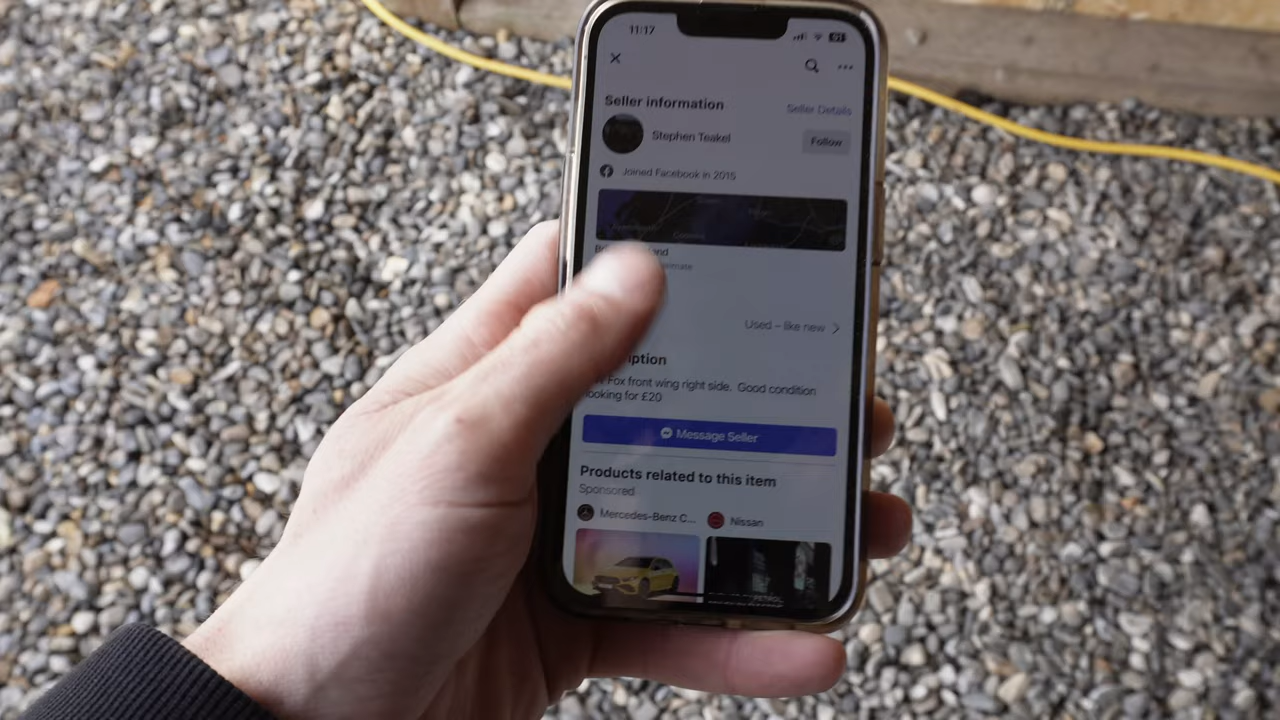 11:17
Seller information
Seller Details
Stephen Teakel
Follow
Joined Facebook in 2015
Used – like new
Fox front wing right side. Good condition
looking for £20
Message Seller
Products related to this item
Sponsored
Mercedes-Benz C...
Nissan
PETROL